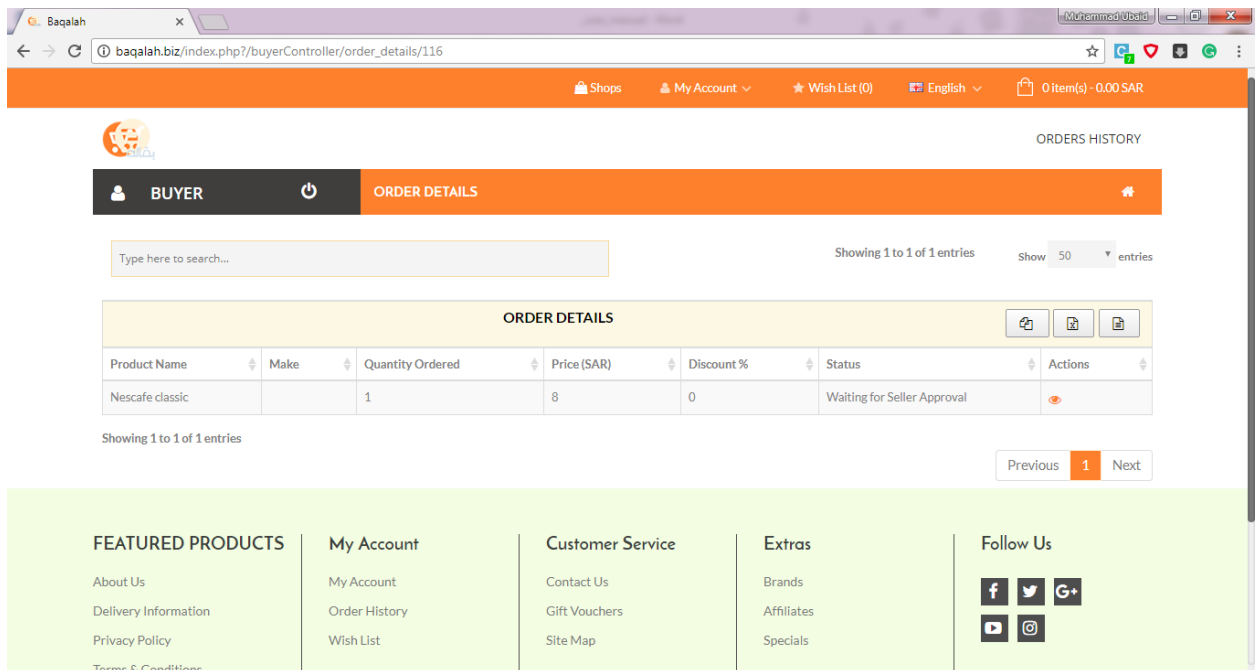 Baqalah
Muhammad Ubaid
baqalah.biz/index.php?/buyerController/order_details/116
Shops My Account Wish List (0) English 0 item(s) - 0.00 SAR
بقالة
ORDERS HISTORY
BUYER ORDER DETAILS
Type here to search...
Showing 1 to 1 of 1 entries Show 50 entries
ORDER DETAILS
Product Name Make Quantity Ordered Price (SAR) Discount % Status Actions
Nescafe classic 1 8 0 Waiting for Seller Approval
Showing 1 to 1 of 1 entries
Previous 1 Next
FEATURED PRODUCTS My Account Customer Service Extras Follow Us
About Us My Account Contact Us Brands
Delivery Information Order History Gift Vouchers Affiliates
Privacy Policy Wish List Site Map Specials
Terms & Conditions